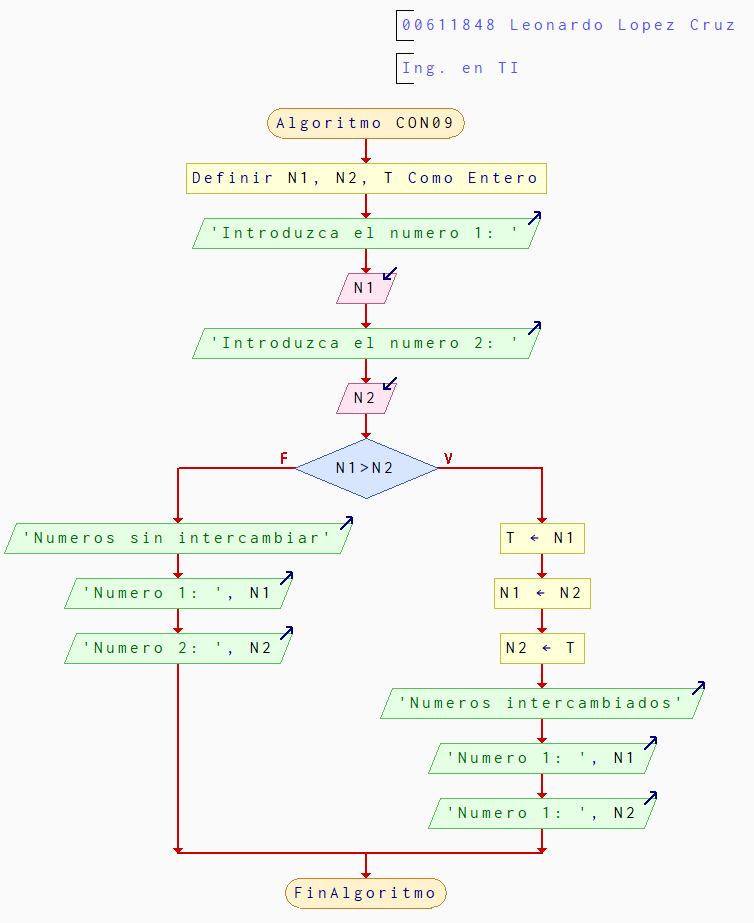 00611848 Leonardo Lopez Cruz
Ing. en TI
Algoritmo CON09
Definir N1, N2, T Como Entero
'Introduzca el numero 1: '
N1
'Introduzca el numero 2: '
N2
N1>N2
F
V
'Numeros sin intercambiar'
'Numero 1: ', N1
'Numero 2: ', N2
T ← N1
N1 ← N2
N2 ← T
'Numeros intercambiados'
'Numero 1: ', N1
'Numero 1: ', N2
FinAlgoritmo